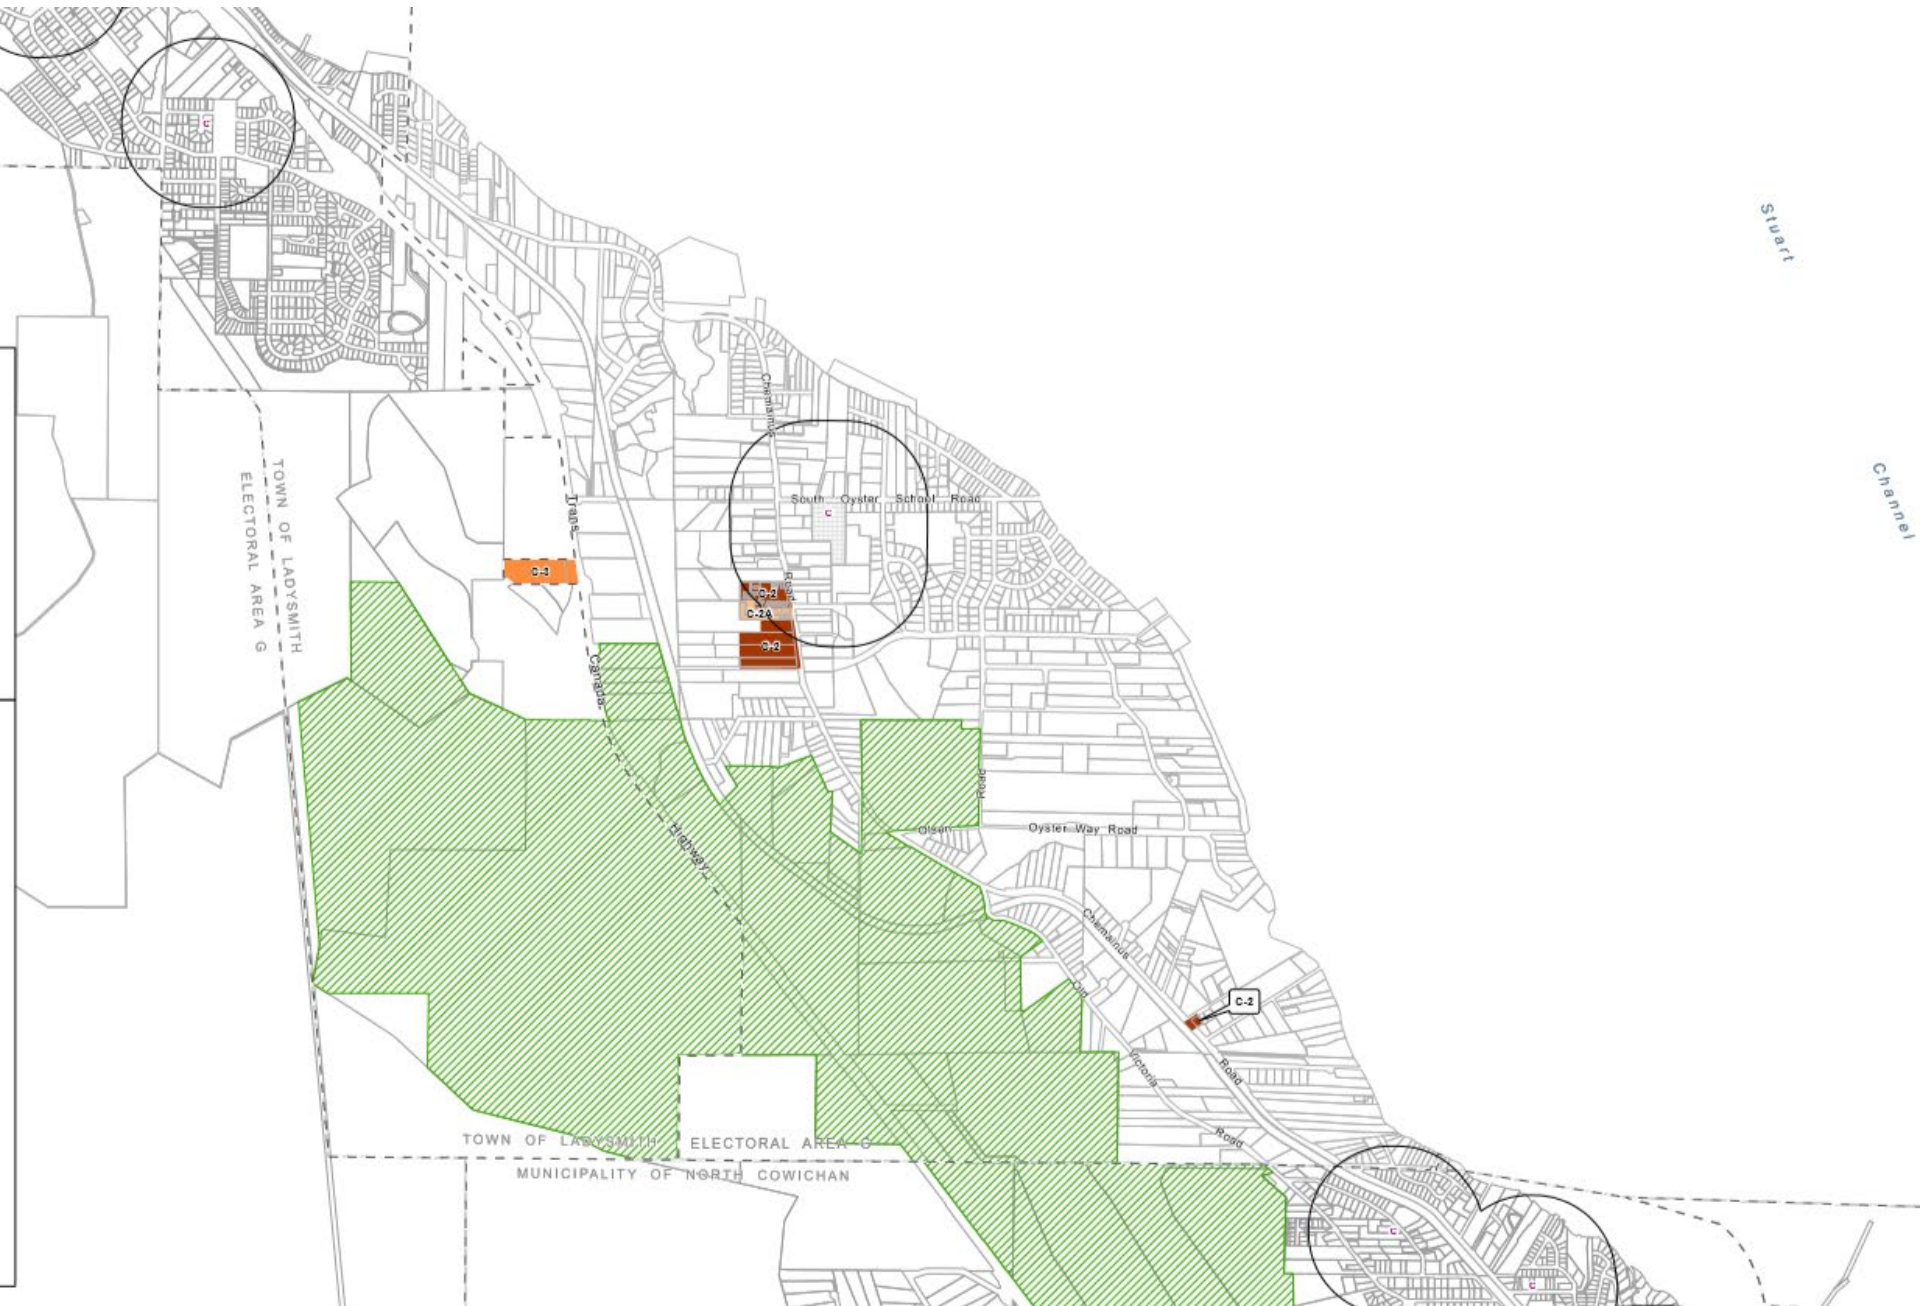 Stuart
Channel
Chemainus
South Oyster School Road
Trans
TOWN OF LADYSMITH
ELECTORAL AREA G
C-2
Road
C-2A
C-2
Canada
Road
Highway
Olsen
Oyster Way Road
Chemainus
Old
C-2
Victoria
Road
Road
TOWN OF LADYSMITH
ELECTORAL AREA G
MUNICIPALITY OF NORTH COWICHAN